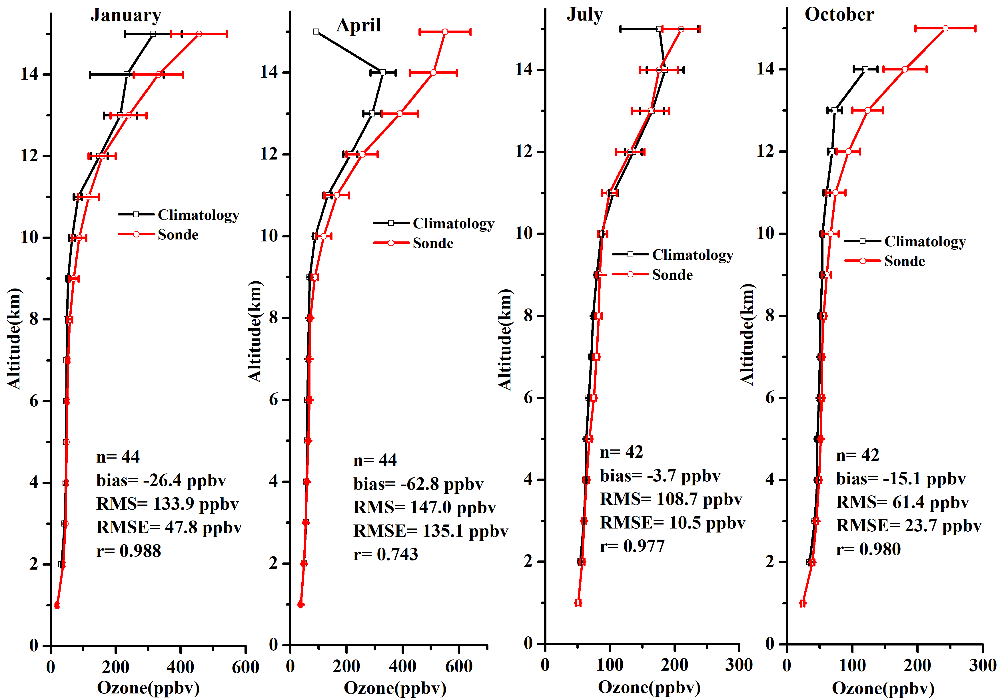 January
14
12
10
8
6
4
2
0
Altitude(km)
Climatology
Sonde
n= 44
bias= -26.4 ppbv
RMS= 133.9 ppbv
RMSE= 47.8 ppbv
r= 0.988
0 200 400 600
Ozone(ppbv)
April
14
12
10
8
6
4
2
0
Altitude(km)
Climatology
Sonde
n= 44
bias= -62.8 ppbv
RMS= 147.0 ppbv
RMSE= 135.1 ppbv
r= 0.743
0 200 400 600
Ozone(ppbv)
July
14
12
10
8
6
4
2
0
Altitude(km)
Climatology
Sonde
n= 42
bias= -3.7 ppbv
RMS= 108.7 ppbv
RMSE= 10.5 ppbv
r= 0.977
0 100 200 300
Ozone(ppbv)
October
14
12
10
8
6
4
2
0
Altitude(km)
Climatology
Sonde
n= 42
bias= -15.1 ppbv
RMS= 61.4 ppbv
RMSE= 23.7 ppbv
r= 0.980
0 100 200 300
Ozone(ppbv)